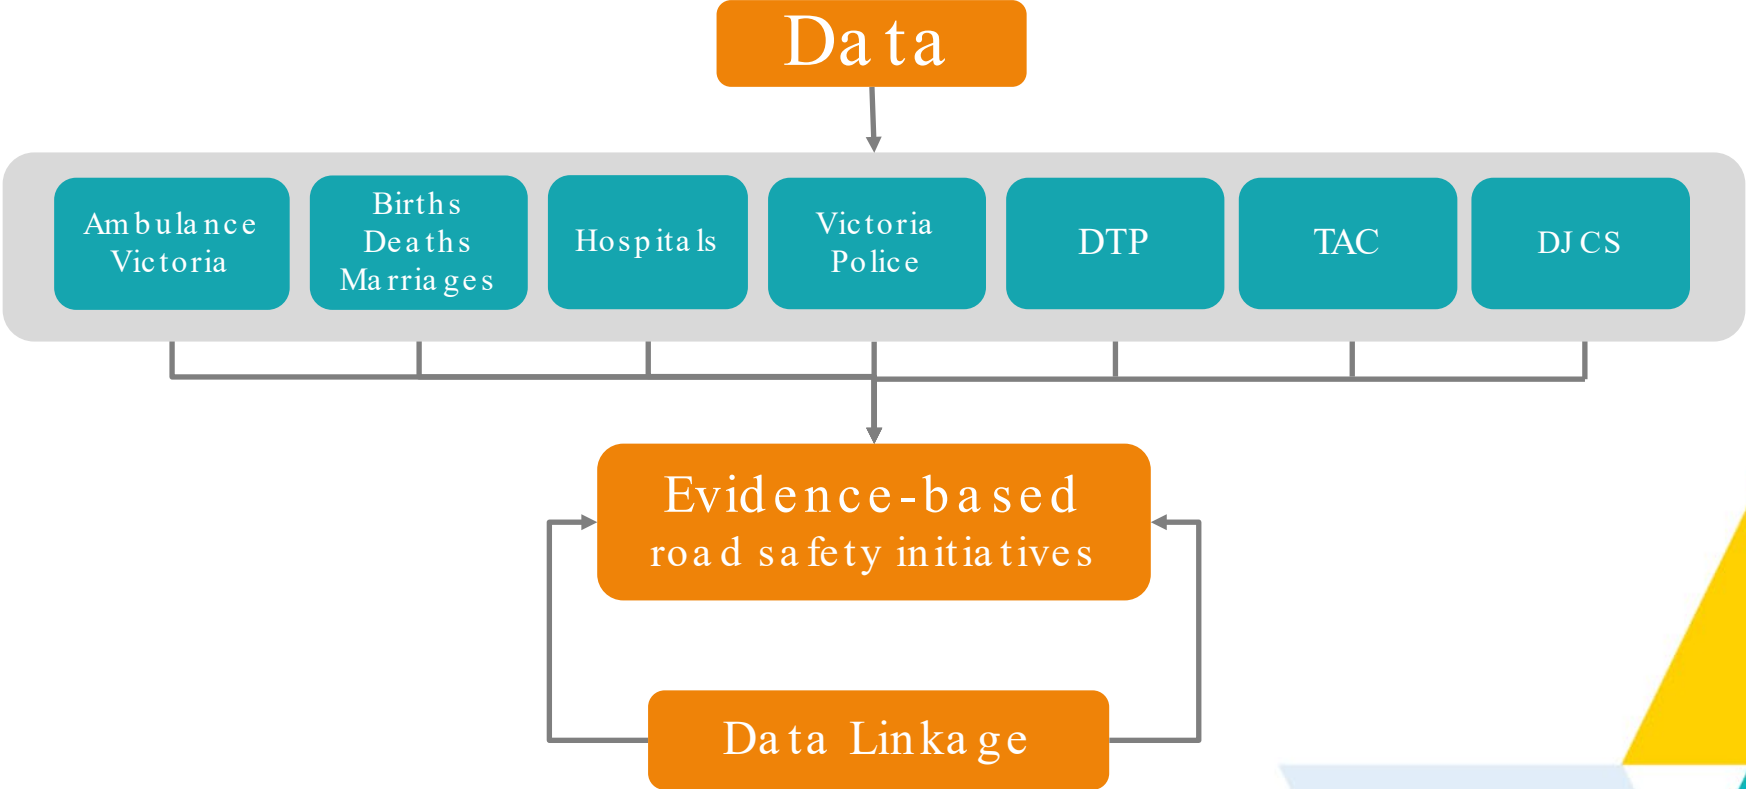 Data
Ambulance
Victoria
Births
Deaths
Marriages
Hospitals
Victoria
Police
DTP
TAC
DJCS
Evidence-based
road safety initiatives
Data Linkage